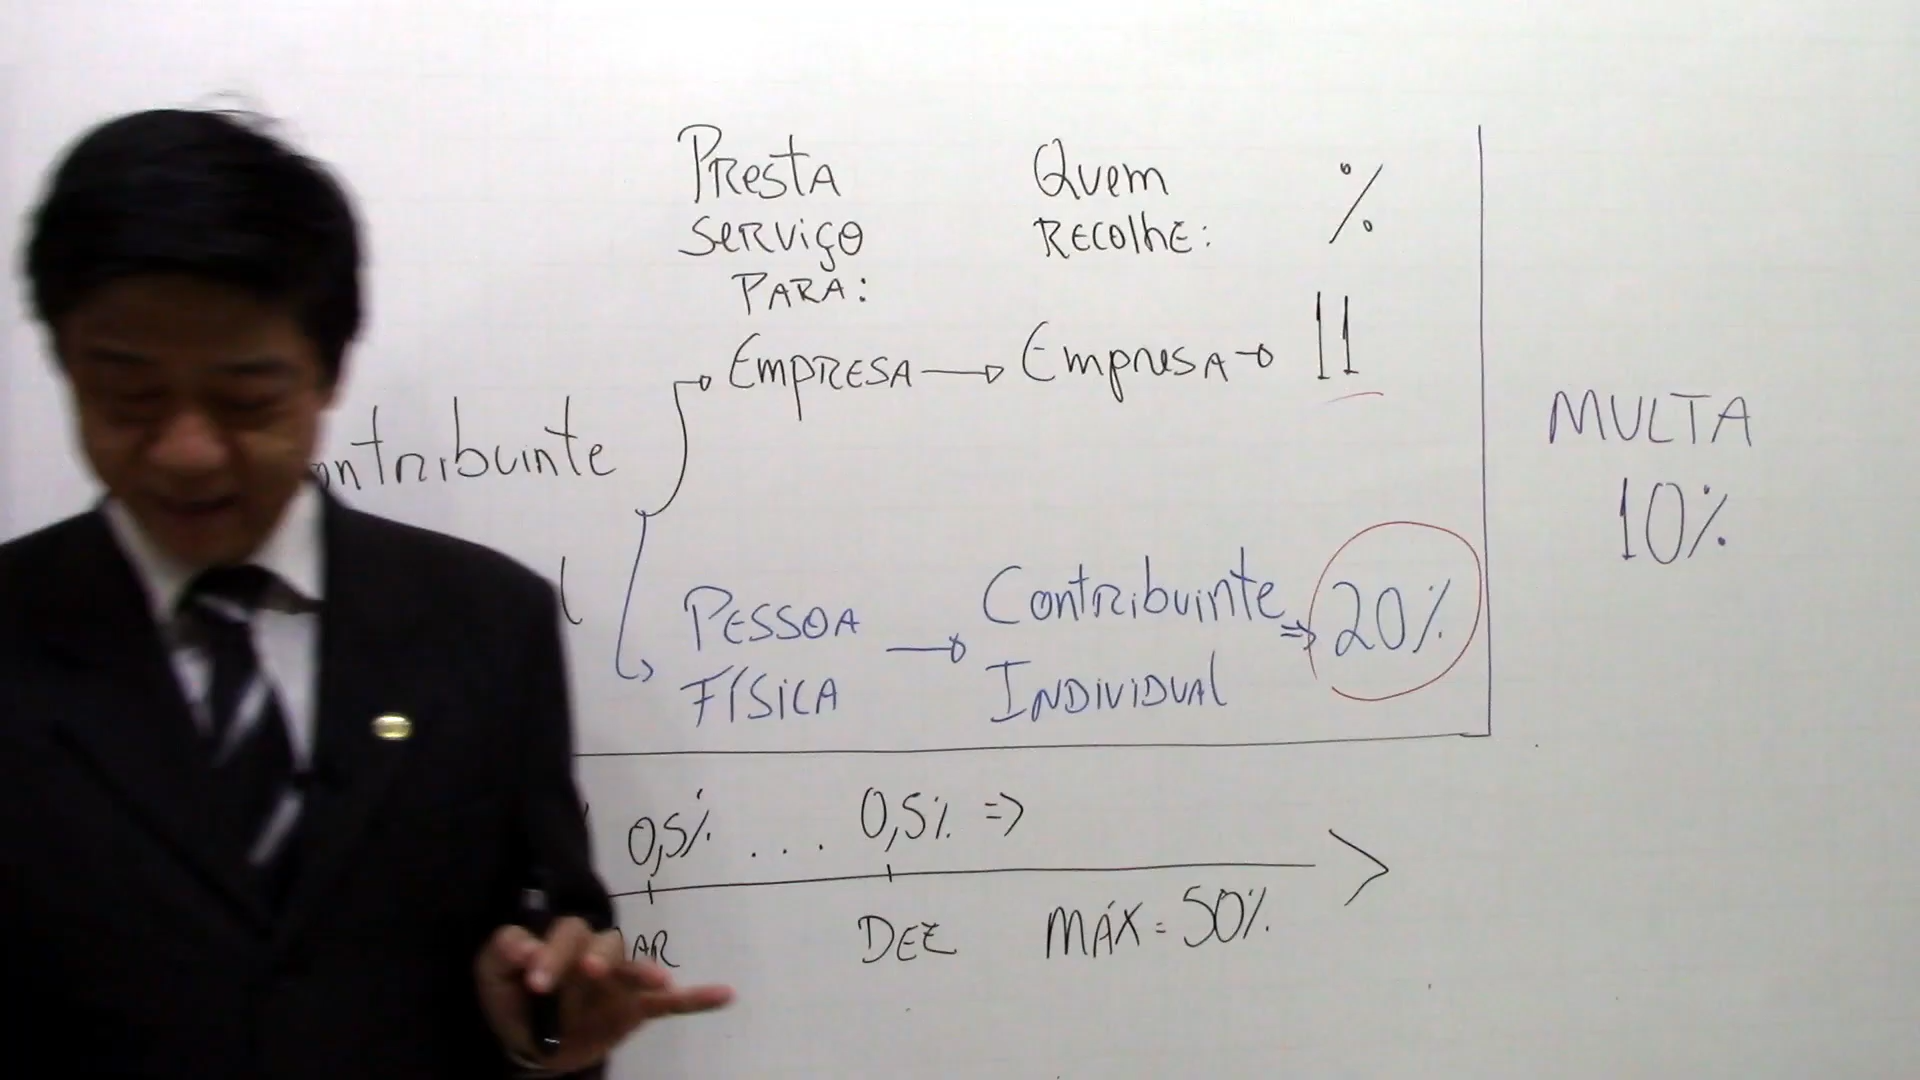 Presta
Serviço
Para:
Quem
Recolhe:
%
Empresa
Empresa
11
ontribuinte
Pessoa
Física
Contribuinte
Individual
20%
MULTA
10%
0,5% ... 0,5% =>
AR
DEZ
MÁX = 50%